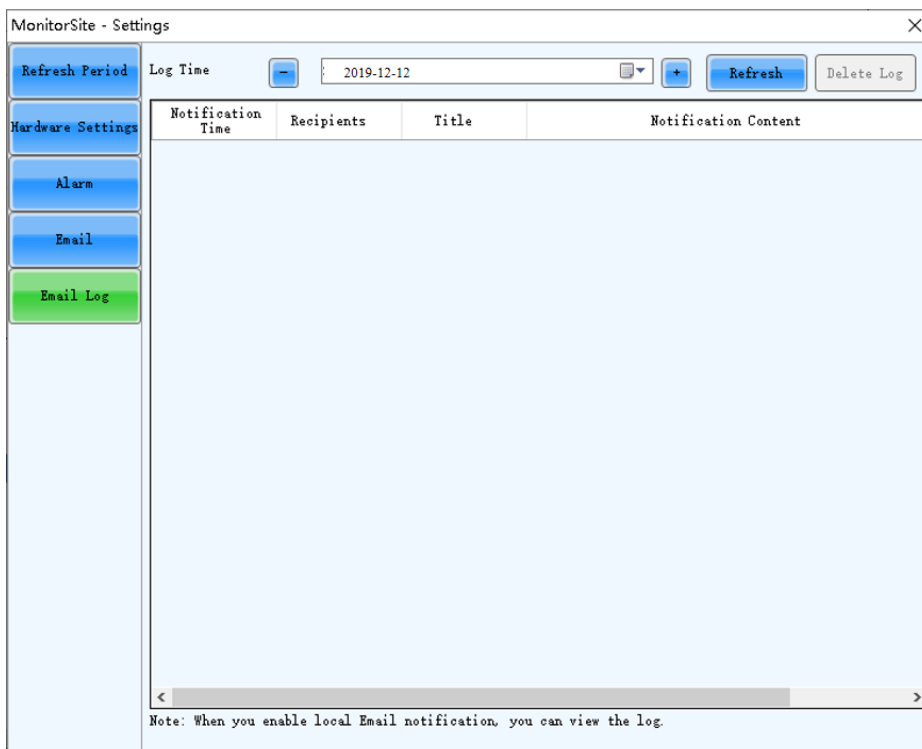 MonitorSite - Settings
Refresh Period
Log Time
2019-12-12
Refresh
Delete Log
Hardware Settings
Notification
Time
Recipients
Title
Notification Content
Alarm
Email
Email Log
Note: When you enable local Email notification, you can view the log.